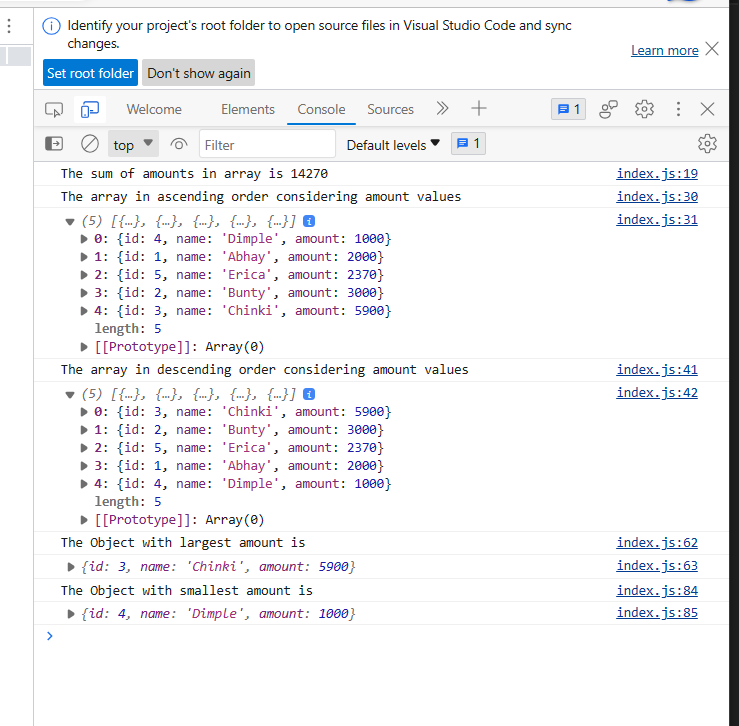 Identify your project's root folder to open source files in Visual Studio Code and sync
changes.
Learn more
Set root folder Don't show again
Welcome Elements Console Sources 1
top Filter Default levels 1
The sum of amounts in array is 14270 index.js:19
The array in ascending order considering amount values index.js:30
(5) [{…}, {…}, {…}, {…}, {…}] i index.js:31
0: {id: 4, name: 'Dimple', amount: 1000}
1: {id: 1, name: 'Abhay', amount: 2000}
2: {id: 5, name: 'Erica', amount: 2370}
3: {id: 2, name: 'Bunty', amount: 3000}
4: {id: 3, name: 'Chinki', amount: 5900}
length: 5
[[Prototype]]: Array(0)
The array in descending order considering amount values index.js:41
(5) [{…}, {…}, {…}, {…}, {…}] i index.js:42
0: {id: 3, name: 'Chinki', amount: 5900}
1: {id: 2, name: 'Bunty', amount: 3000}
2: {id: 5, name: 'Erica', amount: 2370}
3: {id: 1, name: 'Abhay', amount: 2000}
4: {id: 4, name: 'Dimple', amount: 1000}
length: 5
[[Prototype]]: Array(0)
The Object with largest amount is index.js:62
{id: 3, name: 'Chinki', amount: 5900} index.js:63
The Object with smallest amount is index.js:84
{id: 4, name: 'Dimple', amount: 1000} index.js:85